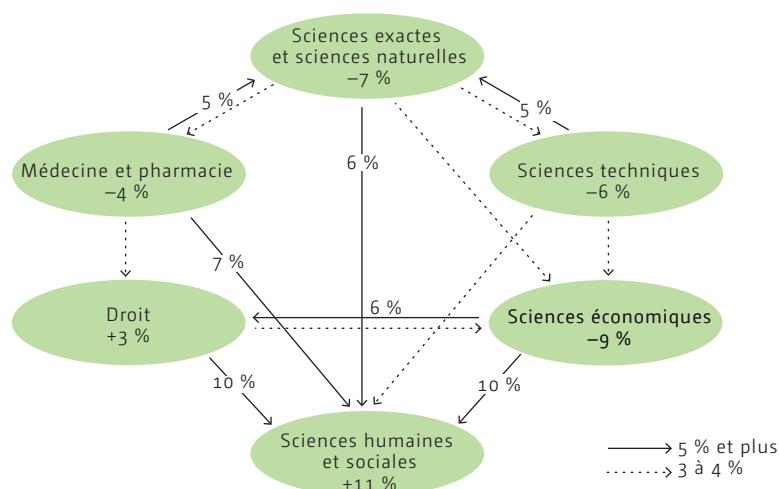 Sciences exactes
et sciences naturelles
–7 %
5 %
5 %
Médecine et pharmacie
–4 %
6 %
Sciences techniques
–6 %
7 %
Droit
+3 %
6 %
Sciences économiques
–9 %
10 %
10 %
Sciences humaines
et sociales
+11 %
5 % et plus
3 à 4 %